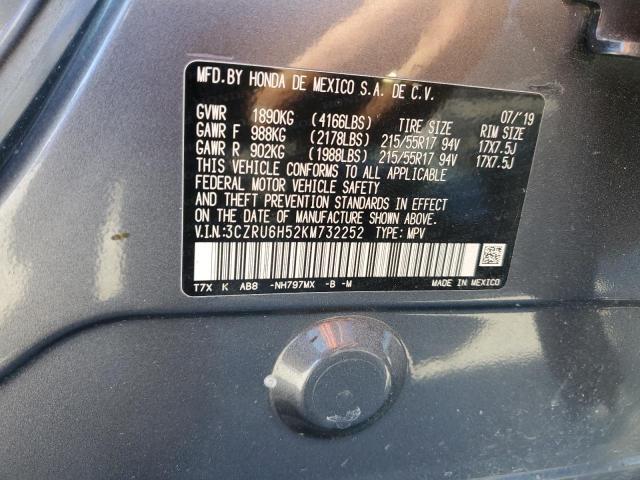 MFD. BY HONDA DE MEXICO S.A. DE C.V.
07/'19
GVWR 1890KG (4166LBS) TIRE SIZE RIM SIZE
GAWR F 988KG (2178LBS) 215/55R17 94V 17X7.5J
GAWR R 902KG (1988LBS) 215/55R17 94V 17X7.5J
THIS VEHICLE CONFORMS TO ALL APPLICABLE
FEDERAL MOTOR VEHICLE SAFETY
AND THEFT PREVENTION STANDARDS IN EFFECT
ON THE DATE OF MANUFACTURE SHOWN ABOVE.
V.I.N.:3CZRU6H52KM732252 TYPE: MPV
T7X K AB8 -NH797MX -B -M MADE IN MEXICO